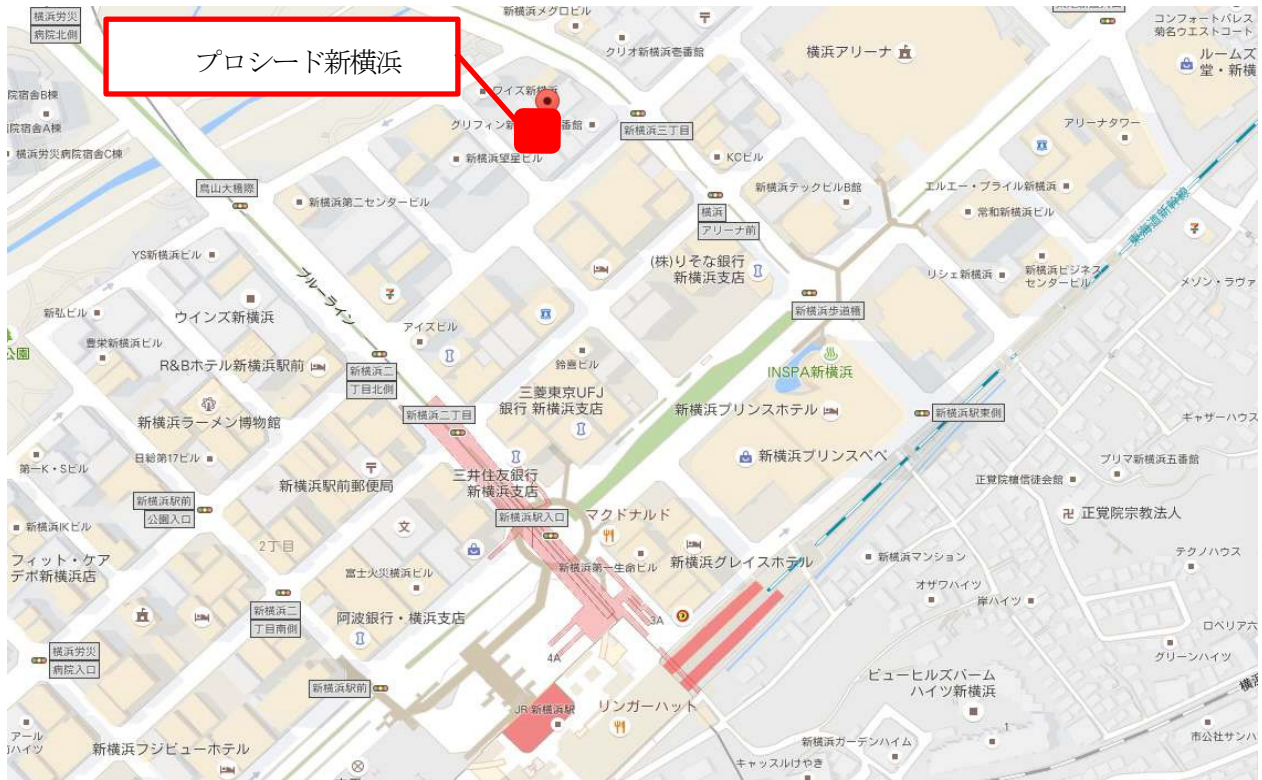 横浜労災
病院北側
新横浜メグロビル
コンフォートパレス
菊名ウエストコート
プロシード新横浜
クリオ新横浜壱番館
横浜アリーナ
ルームズ
堂・新横
院宿舎B棟
ワイズ新横浜
院宿舎A棟
グリフィン新
番館
新横浜三丁目
アリーナタワー
横浜労災病院宿舎C棟
新横浜望星ビル
KCビル
鳥山大橋際
新横浜第二センタービル
新横浜テックビルB館
エルエー・プライル新横浜
横浜
アリーナ前
常和新横浜ビル
東海道新幹線
YS新横浜ビル
(株)りそな銀行
新横浜支店
リシェ新横浜
新横浜ビジネス
センタービル
メゾン・ラヴァ
ブルーライン
新弘ビル
ウインズ新横浜
アイズビル
新横浜歩道橋
公園
豊栄新横浜ビル
R&Bホテル新横浜駅前
新横浜二
丁目北側
鈴喜ビル
INSPA新横浜
三菱東京UFJ
銀行 新横浜支店
新横浜ラーメン博物館
新横浜二丁目
新横浜プリンスホテル
新横浜駅東側
ギャザーハウス
第一K・Sビル
日総第17ビル
新横浜駅前郵便局
三井住友銀行
新横浜支店
新横浜プリンスペペ
プリマ新横浜五番館
正覚院檀信徒会館
新横浜駅前
公園入口
新横浜IKビル
新横浜駅入口
マクドナルド
正覚院宗教法人
2丁目
フィット・ケア
デポ新横浜店
富士火災横浜ビル
新横浜第一生命ビル
新横浜グレイスホテル
新横浜マンション
テクノハウス
オザワハイツ
岸ハイツ
新横浜二
丁目南側
阿波銀行・横浜支店
3A
ロベリア六
横浜労災
病院入口
4A
グリーンハイツ
新横浜駅前
ビューヒルズパーム
ハイツ新横浜
横浜
JR 新横浜駅
リンガーハット
アール
新横浜フジビューホテル
新横浜ガーデンハイム
1
市公社サンハ
キャッスルけやき